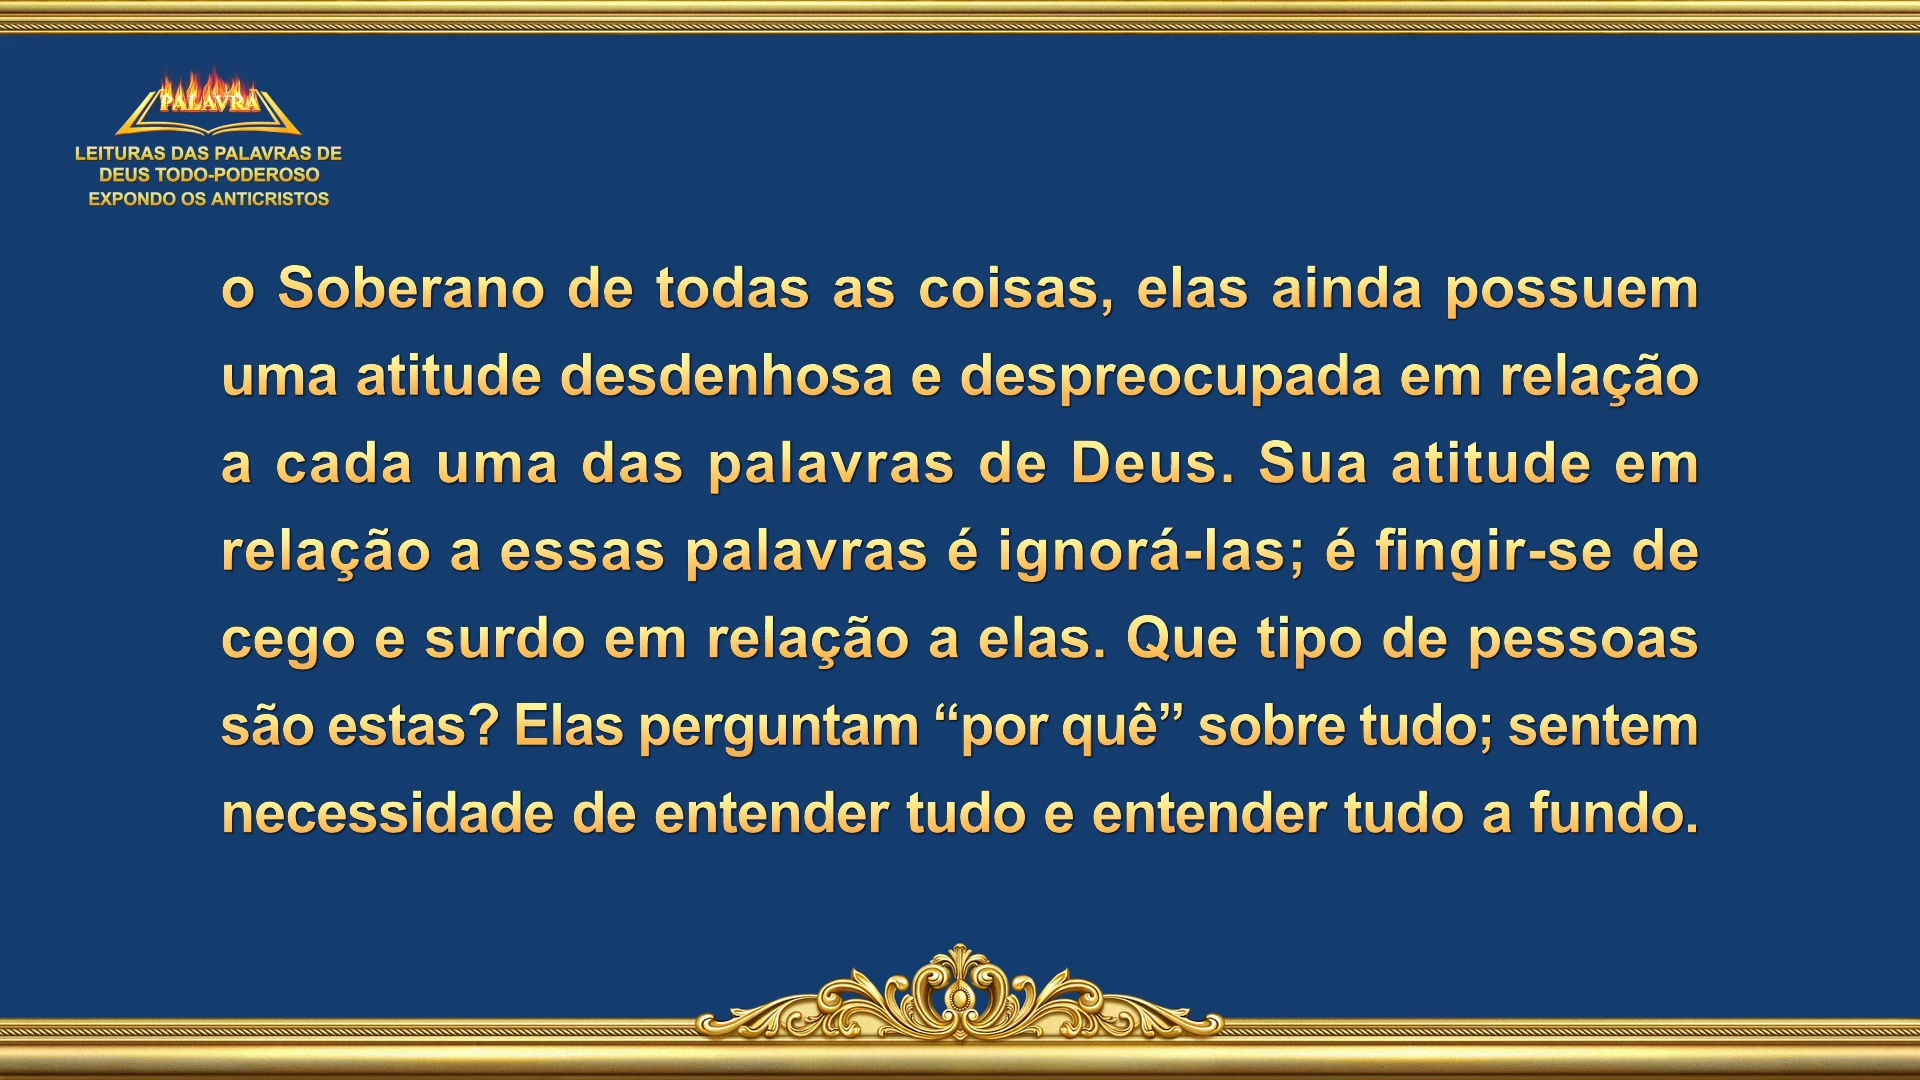 PALAVRA
LEITURAS DAS PALAVRAS DE
DEUS TODO-PODEROSO
EXPONDO OS ANTICRISTOS
o Soberano de todas as coisas, elas ainda possuem
uma atitude desdenhosa e despreocupada em relação
a cada uma das palavras de Deus. Sua atitude em
relação a essas palavras é ignorá-las; é fingir-se de
cego e surdo em relação a elas. Que tipo de pessoas
são estas? Elas perguntam “por quê” sobre tudo; sentem
necessidade de entender tudo e entender tudo a fundo.